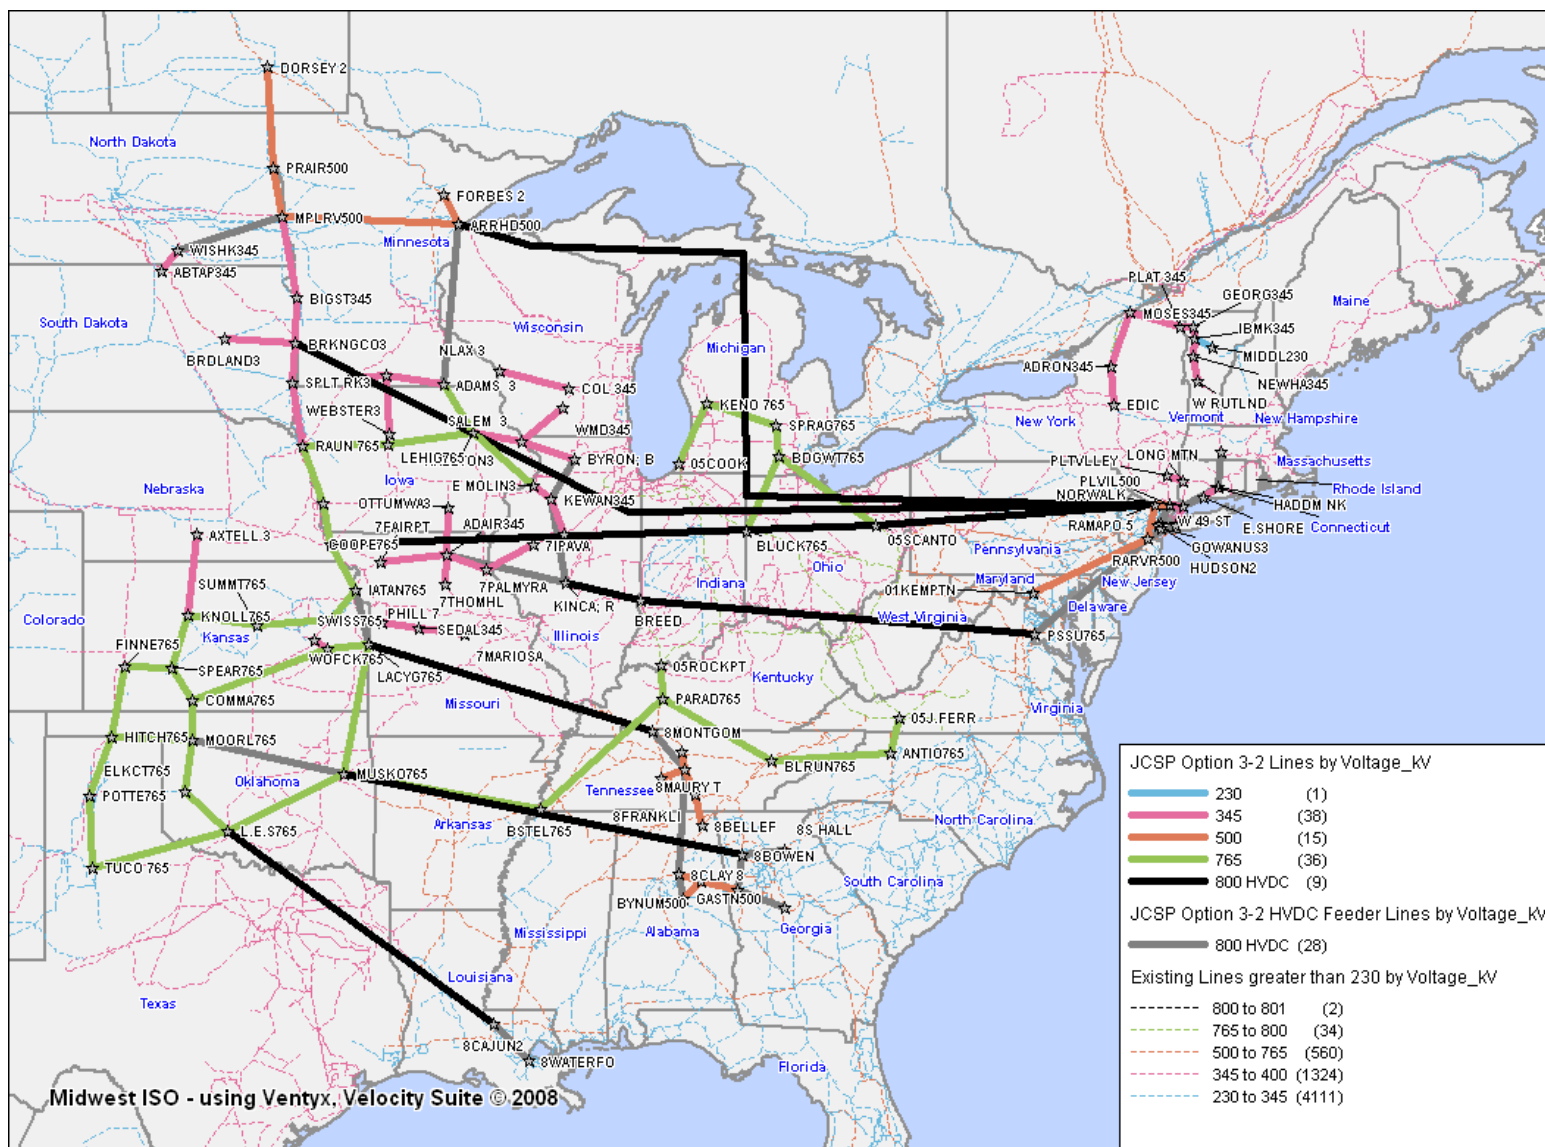 DORSEY 2
North Dakota
PRAIR500
FORBES 2
MPLRV500
ARRHD500
Minnesota
WISHK345
ABTAP345
PLAT 345
GEORG345
Maine
BIGST345
MOSES345
South Dakota
Wisconsin
IBMK345
BRKNGCO3
Michigan
NLAX 3
MIDDL230
BRDLAND3
ADRON345
NEWHA345
SPLT RK3
ADAMS 3
COL 345
W RUTLND
KENO 765
EDIC
WEBSTER3
New York
Vermont
New Hampshire
SALEM 3
WMD345
SPRAG765
RAUN 765
LEHIG765
BYRON; B
05COOK
BDGWT765
PLTVLLEY
LONG MTN
Massachusetts
Iowa
E MOLIN3
PLVIL500
Rhode Island
Nebraska
KEWAN345
NORWALK
HADDM NK
OTTUMWA3
7FAIRPT
ADAIR345
RAMAPO 5
W 49 ST
E.SHORE
Connecticut
AXTELL 3
COOPE765
7IPAVA
BLUCK765
05SCANTO
Pennsylvania
GOWANUS3
RARVR500
HUDSON2
Ohio
SUMMT765
IATAN765
7PALMYRA
Indiana
Maryland
New Jersey
7THOMHL
KINCA; R
01KEMPTN
Delaware
Colorado
KNOLL765
SWISS765
PHILL 7
BREED
West Virginia
Kansas
SEDAL345
Illinois
PSSU765
FINNE765
WOFCK765
7MARIOSA
SPEAR765
LACYG765
05ROCKPT
Kentucky
COMMA765
Missouri
PARAD765
Virginia
05J.FERR
HITCH765
MOORL765
8MONTGOM
ANTIO765
BLRUN765
ELKCT765
Oklahoma
MUSKO765
POTTE765
Tennessee
8MAURY T
8FRANKLI
Arkansas
BSTEL765
8BELLEF
8S HALL
North Carolina
L.E.S765
8BOWEN
TUCO 765
8CLAY 8
South Carolina
BYNUM500
GASTN500
Mississippi
Alabama
Georgia
Louisiana
Texas
8CAJUN2
8WATERFO
Florida
Midwest ISO - using Ventyx, Velocity Suite © 2008
JCSP Option 3-2 Lines by Voltage_kV
230 (1)
345 (38)
500 (15)
765 (36)
800 HVDC (9)
JCSP Option 3-2 HVDC Feeder Lines by Voltage_kV
800 HVDC (28)
Existing Lines greater than 230 by Voltage_kV
800 to 801 (2)
765 to 800 (34)
500 to 765 (560)
345 to 400 (1324)
230 to 345 (4111)